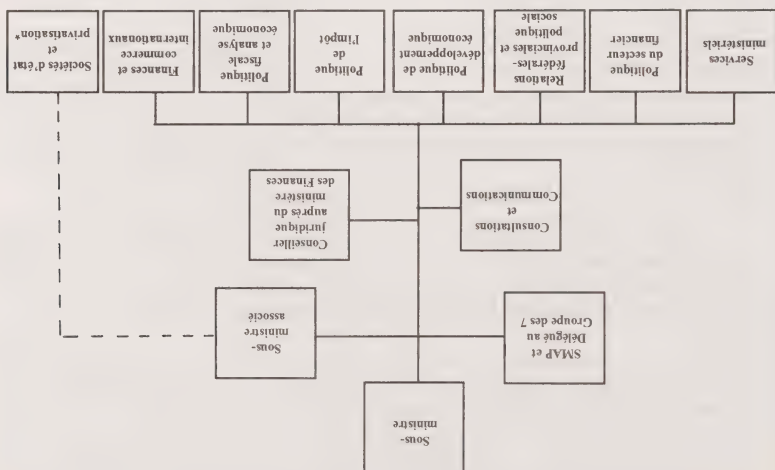 Sous-
ministre
SMAP et
Délégué au
Groupe des 7
Sous-
ministre
associé
Consultations
et
Communications
Conseiller
juridique
auprès du
ministère
des Finances
Services
ministériels
Politique
du secteur
financier
Relations
fédérales-
provinciales et
politique
sociale
Politique de
développement
économique
Politique
de
l'impôt
Politique
fiscale
et analyse
économique
Finances et
commerce
internationaux
Sociétés d'état
et
privatisation*